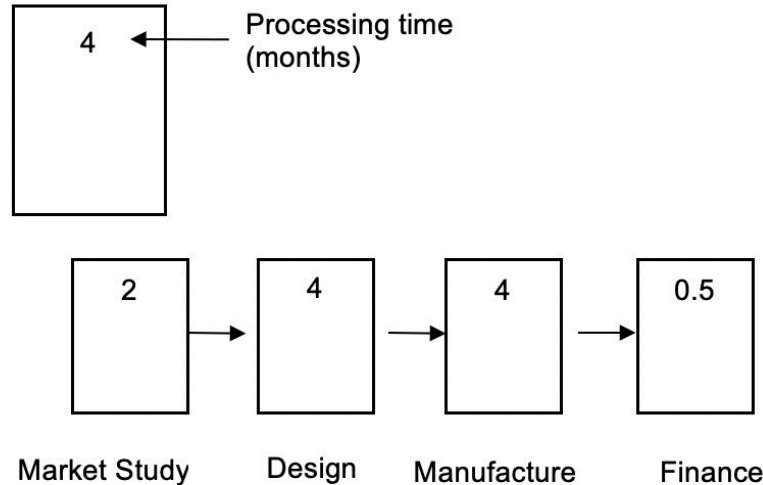 4
Processing time
(months)
2
4
4
0.5
Market Study
Design
Manufacture
Finance